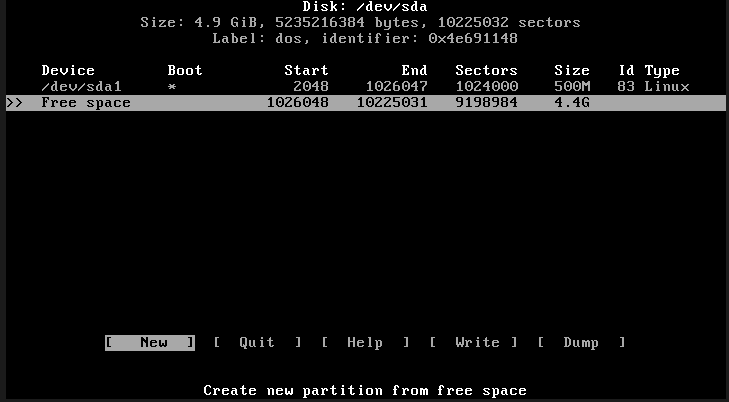 Disk: /dev/sda
Size: 4.9 GiB, 5235216384 bytes, 10225032 sectors
Label: dos, identifier: 0x4e691148
Device Boot Start End Sectors Size Id Type
/dev/sda1 * 2048 1026047 1024000 500M 83 Linux
>> Free space 1026048 10225031 9198984 4.4G
[ New ] [ Quit ] [ Help ] [ Write ] [ Dump ]
Create new partition from free space